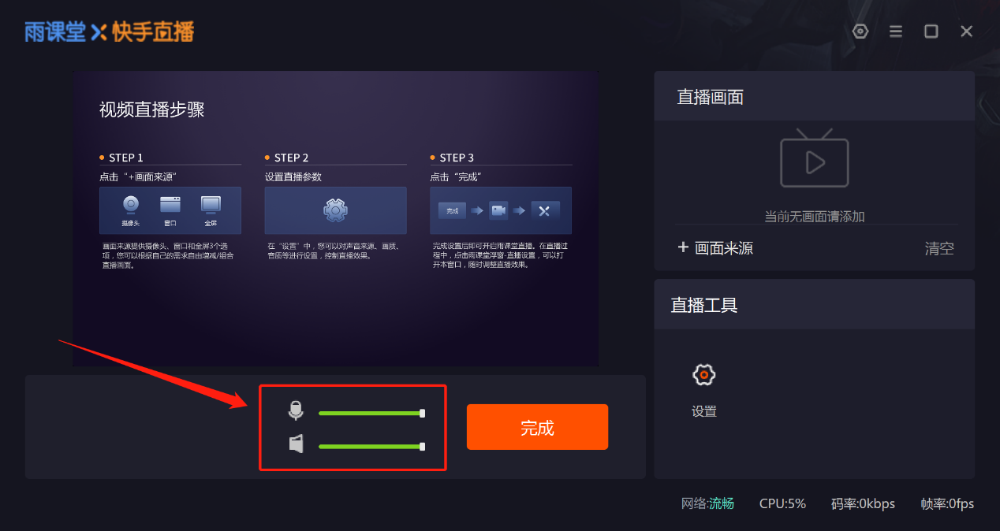 雨课堂 X 快手直播
视频直播步骤
STEP 1
点击“+画面来源”
摄像头
窗口
全屏
画面来源提供摄像头、窗口和全屏3个选
项，您可以根据自己的需求自由增减/组合
直播画面。
STEP 2
设置直播参数
在“设置”中，您可以对声音来源、画质、
音质等进行设置，控制直播效果。
STEP 3
点击“完成”
完成
完成设置后即可开启雨课堂直播。在直播过
程中，点击雨课堂浮窗-直播设置，可以打
开本窗口，随时调整直播效果。
完成
直播画面
当前无画面请添加
+ 画面来源
清空
直播工具
设置
网络:流畅
CPU:5%
码率:0kbps
帧率:0fps